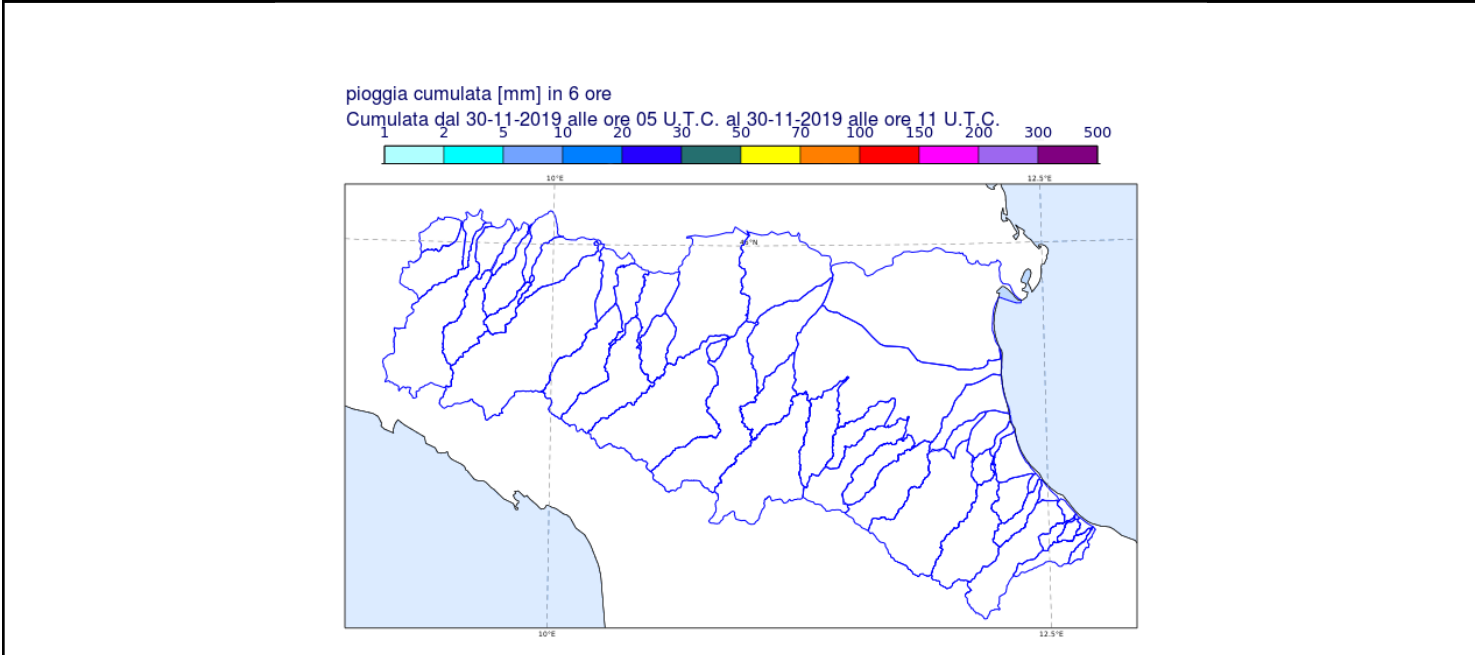 pioggia cumulata [mm] in 6 ore
Cumulata dal 30-11-2019 alle ore 05 U.T.C. al 30-11-2019 alle ore 11 U.T.C.
1 2 5 10 20 30 50 70 100 150 200 300 500
10°E 12.5°E
45°N
10°E 12.5°E